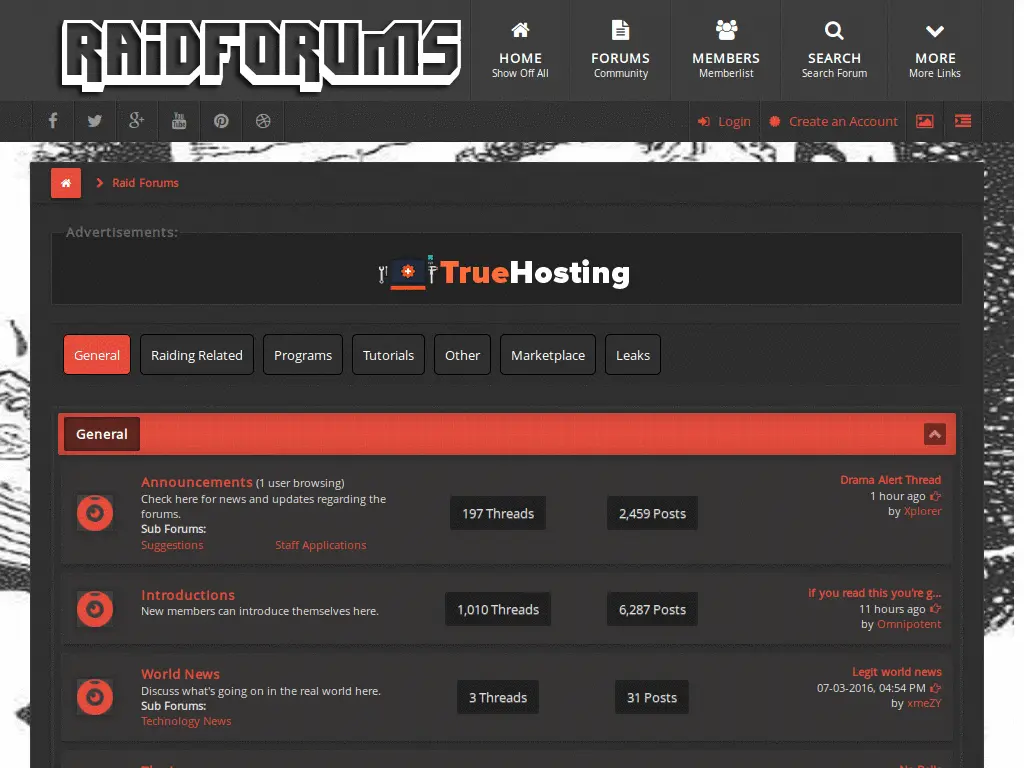 RAIDFORUMS
HOME
Show Off All
FORUMS
Community
MEMBERS
Memberlist
SEARCH
Search Forum
MORE
More Links
Login
Create an Account
Raid Forums
Advertisements:
TrueHosting
General
Raiding Related
Programs
Tutorials
Other
Marketplace
Leaks
General
Announcements (1 user browsing)
Check here for news and updates regarding the
forums.
Sub Forums:
Suggestions
Staff Applications
197 Threads
2,459 Posts
Drama Alert Thread
1 hour ago
by Xplorer
Introductions
New members can introduce themselves here.
1,010 Threads
6,287 Posts
if you read this you're g...
11 hours ago
by Omnipotent
World News
Discuss what's going on in the real world here.
Sub Forums:
Technology News
3 Threads
31 Posts
Legit world news
07-03-2016, 04:54 PM
by xmeZY